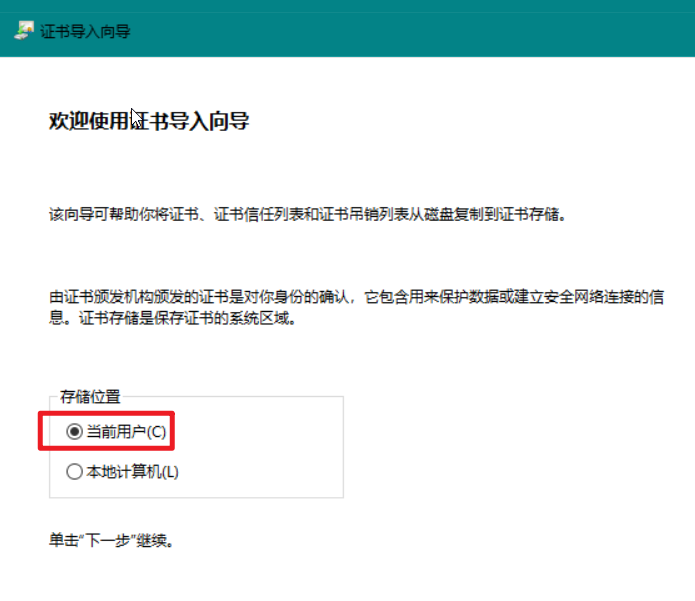 证书导入向导
欢迎使用证书导入向导
该向导可帮助你将证书、证书信任列表和证书吊销列表从磁盘复制到证书存储。
由证书颁发机构颁发的证书是对你身份的确认，它包含用来保护数据或建立安全网络连接的信
息。证书存储是保存证书的系统区域。
存储位置
当前用户(C)
本地计算机(L)
单击“下一步”继续。